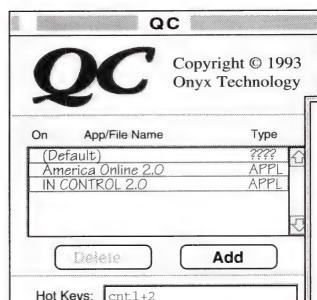 QC
QC
Copyright © 1993
Onyx Technology
On App/File Name Type
(Default) ????
America Online 2.0 APPL
IN CONTROL 2.0 APPL
Delete Add
Hot Keys: cntl+2